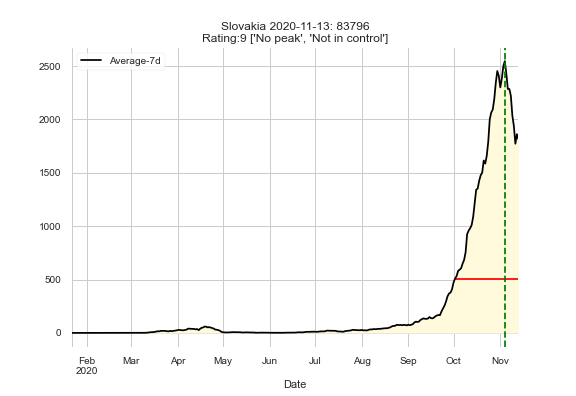 Slovakia 2020-11-13: 83796
Rating:9 ['No peak', 'Not in control']
Average-7d
2500
2000
1500
1000
500
0
Feb Mar Apr May Jun Jul Aug Sep Oct Nov
2020
Date